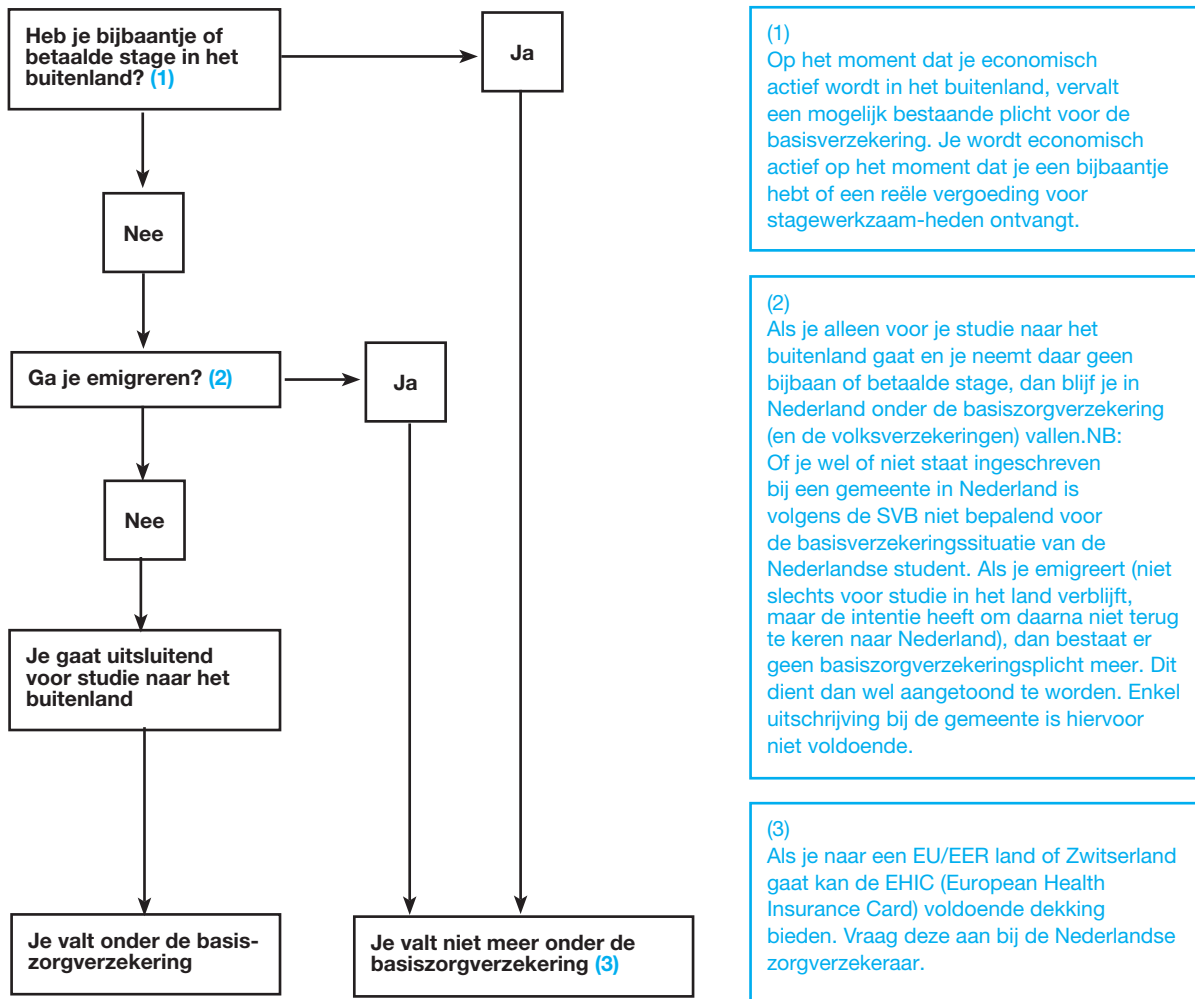 Heb je bijbaantje of
betaalde stage in het
buitenland? (1)
Ja
Nee
Ga je emigreren? (2)
Ja
Nee
Je gaat uitsluitend
voor studie naar het
buitenland
Je valt onder de basis-
zorgverzekering
Je valt niet meer onder de
basiszorgverzekering (3)
(1)
Op het moment dat je economisch
actief wordt in het buitenland, vervalt
een mogelijk bestaande plicht voor de
basisverzekering. Je wordt economisch
actief op het moment dat je een bijbaantje
hebt of een reële vergoeding voor
stagewerkzaam-heden ontvangt.
(2)
Als je alleen voor je studie naar het
buitenland gaat en je neemt daar geen
bijbaan of betaalde stage, dan blijf je in
Nederland onder de basiszorgverzekering
(en de volksverzekeringen) vallen.NB:
Of je wel of niet staat ingeschreven
bij een gemeente in Nederland is
volgens de SVB niet bepalend voor
de basisverzekeringssituatie van de
Nederlandse student. Als je emigreert (niet
slechts voor studie in het land verblijft,
maar de intentie heeft om daarna niet terug
te keren naar Nederland), dan bestaat er
geen basiszorgverzekeringsplicht meer. Dit
dient dan wel aangetoond te worden. Enkel
uitschrijving bij de gemeente is hiervoor
niet voldoende.
(3)
Als je naar een EU/EER land of Zwitserland
gaat kan de EHIC (European Health
Insurance Card) voldoende dekking
bieden. Vraag deze aan bij de Nederlandse
zorgverzekeraar.